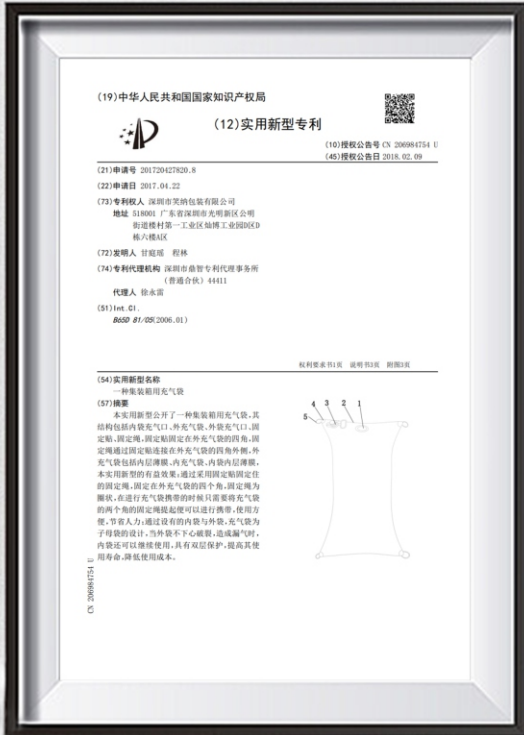 (19)中华人民共和国国家知识产权局
(12)实用新型专利
(10)授权公告号 CN 206984754 U
(45)授权公告日 2018.02.09
(21)申请号 201720427820.8
(22)申请日 2017.04.22
(73)专利权人 深圳市笑纳包装有限公司
地址 518001 广东省深圳市光明新区公明
街道楼村第一工业区灿博工业园D区D
栋六楼A区
(72)发明人 甘庭瑶 程林
(74)专利代理机构 深圳市鼎智专利代理事务所
(普通合伙) 44411
代理人 徐永雷
(51)Int.Cl.
B65D 81/05(2006.01)
权利要求书1页 说明书3页 附图3页
(54)实用新型名称
一种集装箱用充气袋
(57)摘要
本实用新型公开了一种集装箱用充气袋,其
结构包括内袋充气口、外充气袋、外袋充气口、固
定贴、固定绳,固定贴固定在外充气袋的四角,固
定绳通过固定贴连接在外充气袋的四角外侧,外
充气袋包括内层薄膜、内充气袋、内袋内层薄膜,
本实用新型的有益效果:通过采用固定贴固定住
的固定绳,固定在外充气袋的四个角,固定绳为
圈状,在进行充气袋携带的时候只需要将充气袋
的两个角的固定绳提起便可以进行携带,使用方
便,节省人力;通过设有的内袋与外袋,充气袋为
子母袋的设计,当外袋不下心破裂,造成漏气时,
内袋还可以继续使用,具有双层保护,提高其使
用寿命,降低使用成本。
5 4 3 2 1
CN 206984754 U